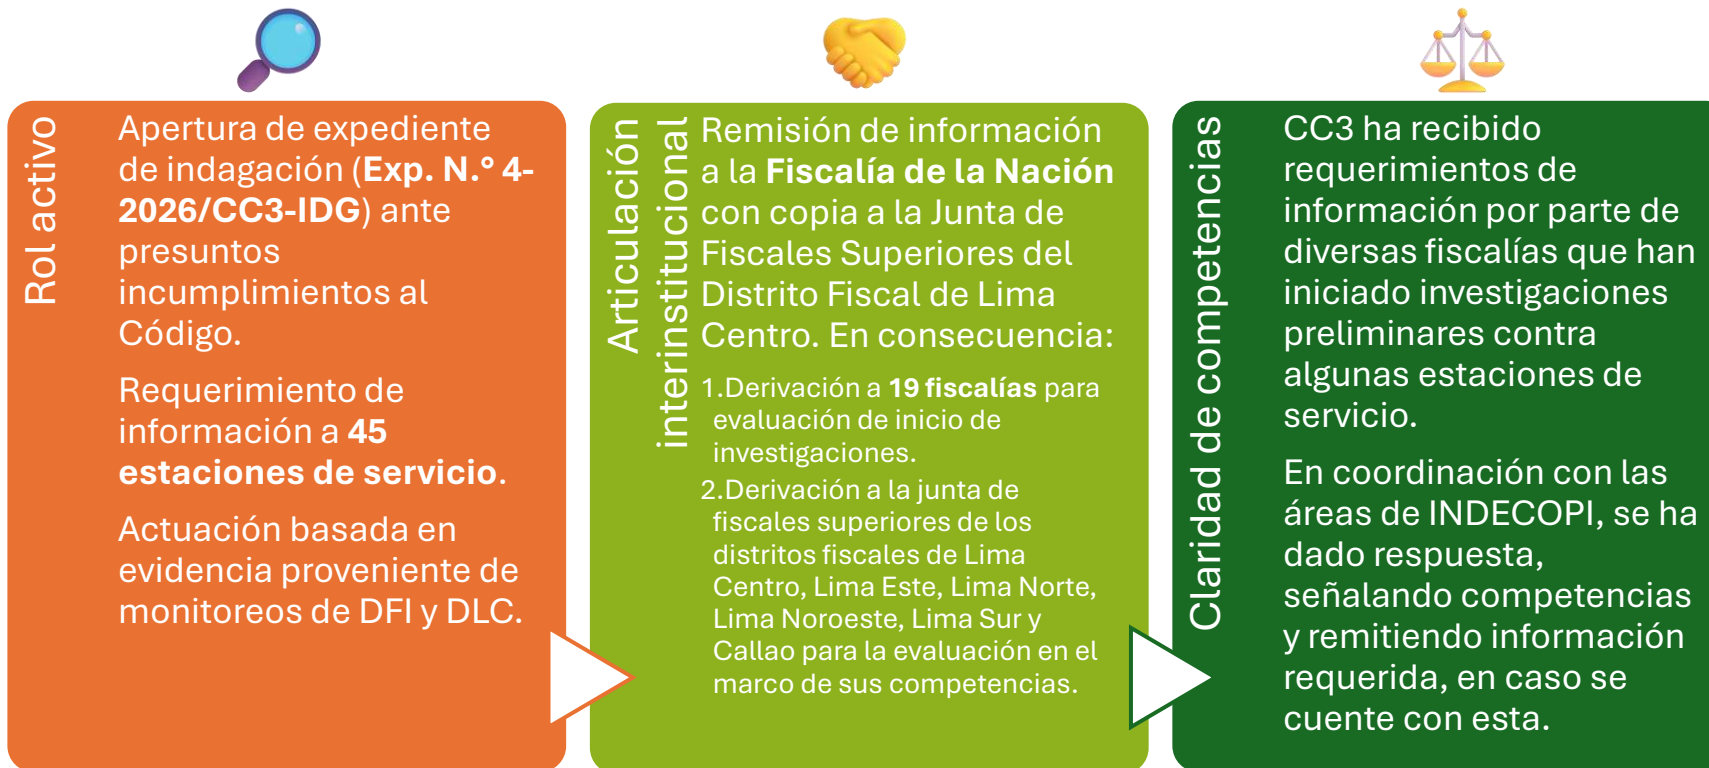 Rol activo
Apertura de expediente
de indagación (Exp. N.° 4-
2026/CC3-IDG) ante
presuntos
incumplimientos al
Código.
Requerimiento de
información a 45
estaciones de servicio.
Actuación basada en
evidencia proveniente de
monitoreos de DFI y DLC.
Articulación
interinstitucional
Remisión de información
a la Fiscalía de la Nación
con copia a la Junta de
Fiscales Superiores del
Distrito Fiscal de Lima
Centro. En consecuencia:
1.Derivación a 19 fiscalías para
evaluación de inicio de
investigaciones.
2.Derivación a la junta de
fiscales superiores de los
distritos fiscales de Lima
Centro, Lima Este, Lima Norte,
Lima Noroeste, Lima Sur y
Callao para la evaluación en el
marco de sus competencias.
Claridad de competencias
CC3 ha recibido
requerimientos de
información por parte de
diversas fiscalías que han
iniciado investigaciones
preliminares contra
algunas estaciones de
servicio.
En coordinación con las
áreas de INDECOPI, se ha
dado respuesta,
señalando competencias
y remitiendo información
requerida, en caso se
cuente con esta.